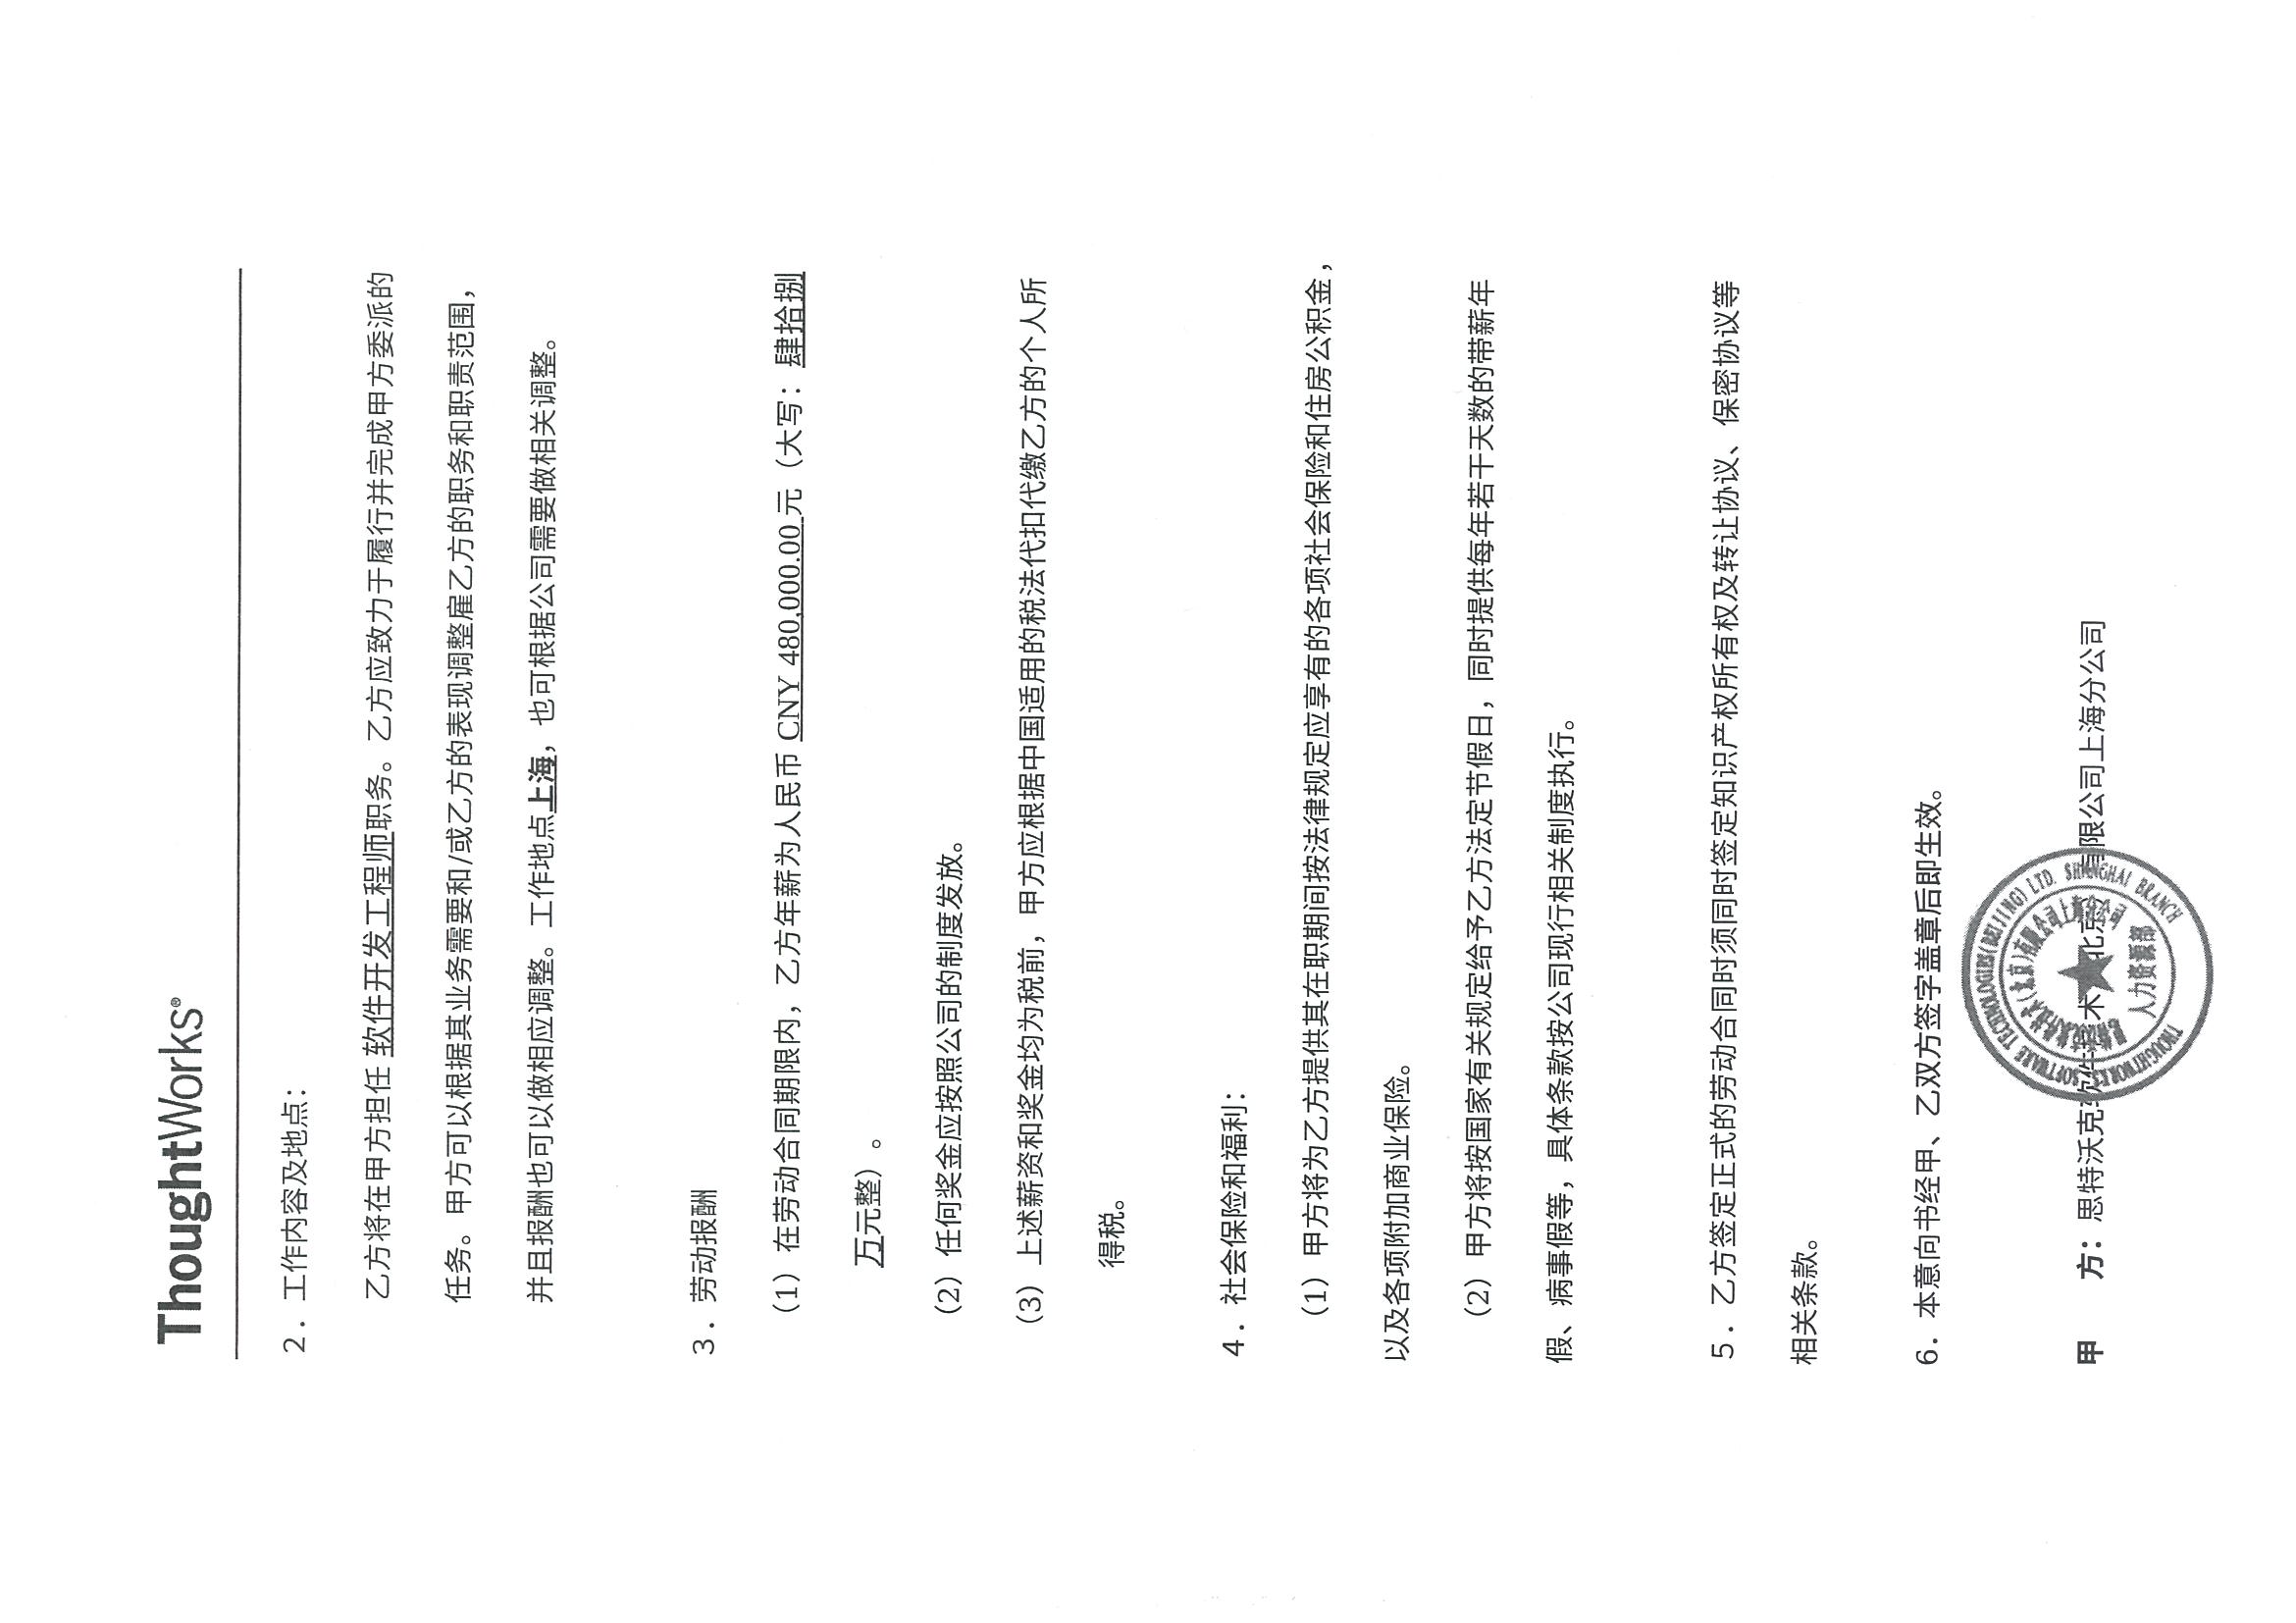 ThoughtWorks®
2. 工作内容及地点：
乙方将在甲方担任 软件开发工程师职务。乙方应致力于履行并完成甲方委派的
任务。甲方可以根据其业务需要和/或乙方的表现调整雇乙方的职务和职责范围，
并且报酬也可以做相应调整。工作地点上海，也可根据公司需要做相关调整。
3. 劳动报酬
（1）在劳动合同期限内，乙方年薪为人民币 CNY 480,000.00 元（大写：肆拾捌
万元整）。
（2）任何奖金应按照公司的制度发放。
（3）上述薪资和奖金均为税前，甲方应根据中国适用的税法代扣代缴乙方的个人所
得税。
4. 社会保险和福利：
（1）甲方将为乙方提供其在职期间按法律规定应享有的各项社会保险和住房公积金，
以及各项附加商业保险。
（2）甲方将按国家有关规定给予乙方法定节假日，同时提供每年若干天数的带薪年
假、病事假等，具体条款按公司现行相关制度执行。
5. 乙方签定正式的劳动合同时须同时签定知识产权所有权及转让协议、保密协议等
相关条款。
6. 本意向书经甲、乙双方签字盖章后即生效。
甲 方：思特沃克软件技术（北京）有限公司上海分公司
THOUGHTWORKS SOFTWARE TECHNOLOGIES(BEIJING) LTD. SHANGHAI BRANCH
思特沃克软件技术(北京)有限公司上海分公司
人力资源部